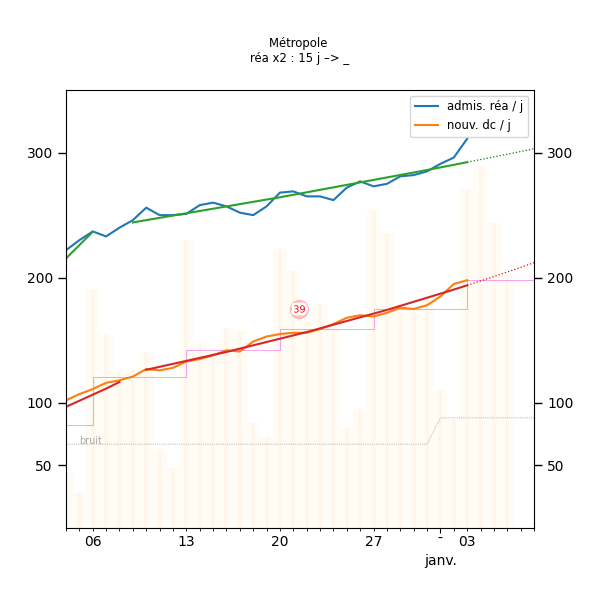 Métropole
réa x2 : 15 j –> _
admis. réa / j
nouv. dc / j
300
300
200
200
39
100
100
bruit
50
50
06
13
20
27
-
03
janv.